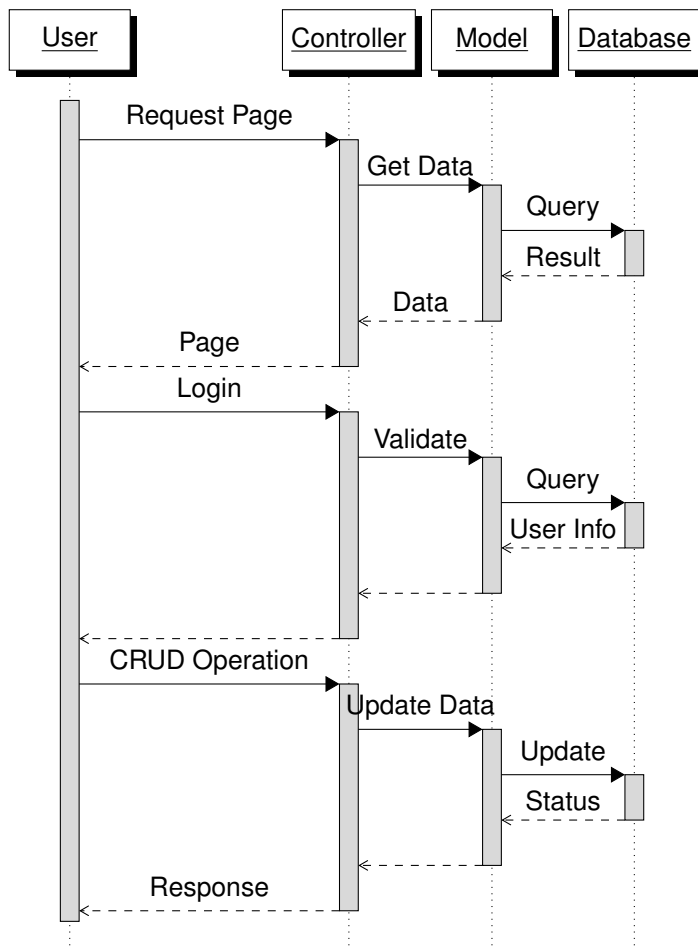 User
Controller
Model
Database
Request Page
Get Data
Query
Result
Data
Page
Login
Validate
Query
User Info
CRUD Operation
Update Data
Update
Status
Response